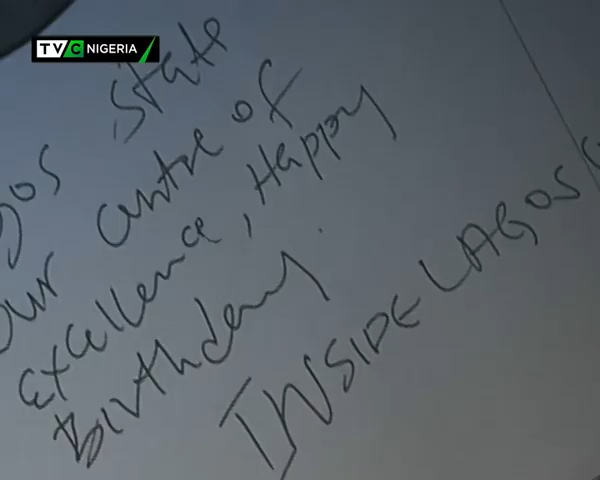 TVC NIGERIA
gos State
our centre of
Excellence, Happy
Birthday.
INSIDE LAGOS